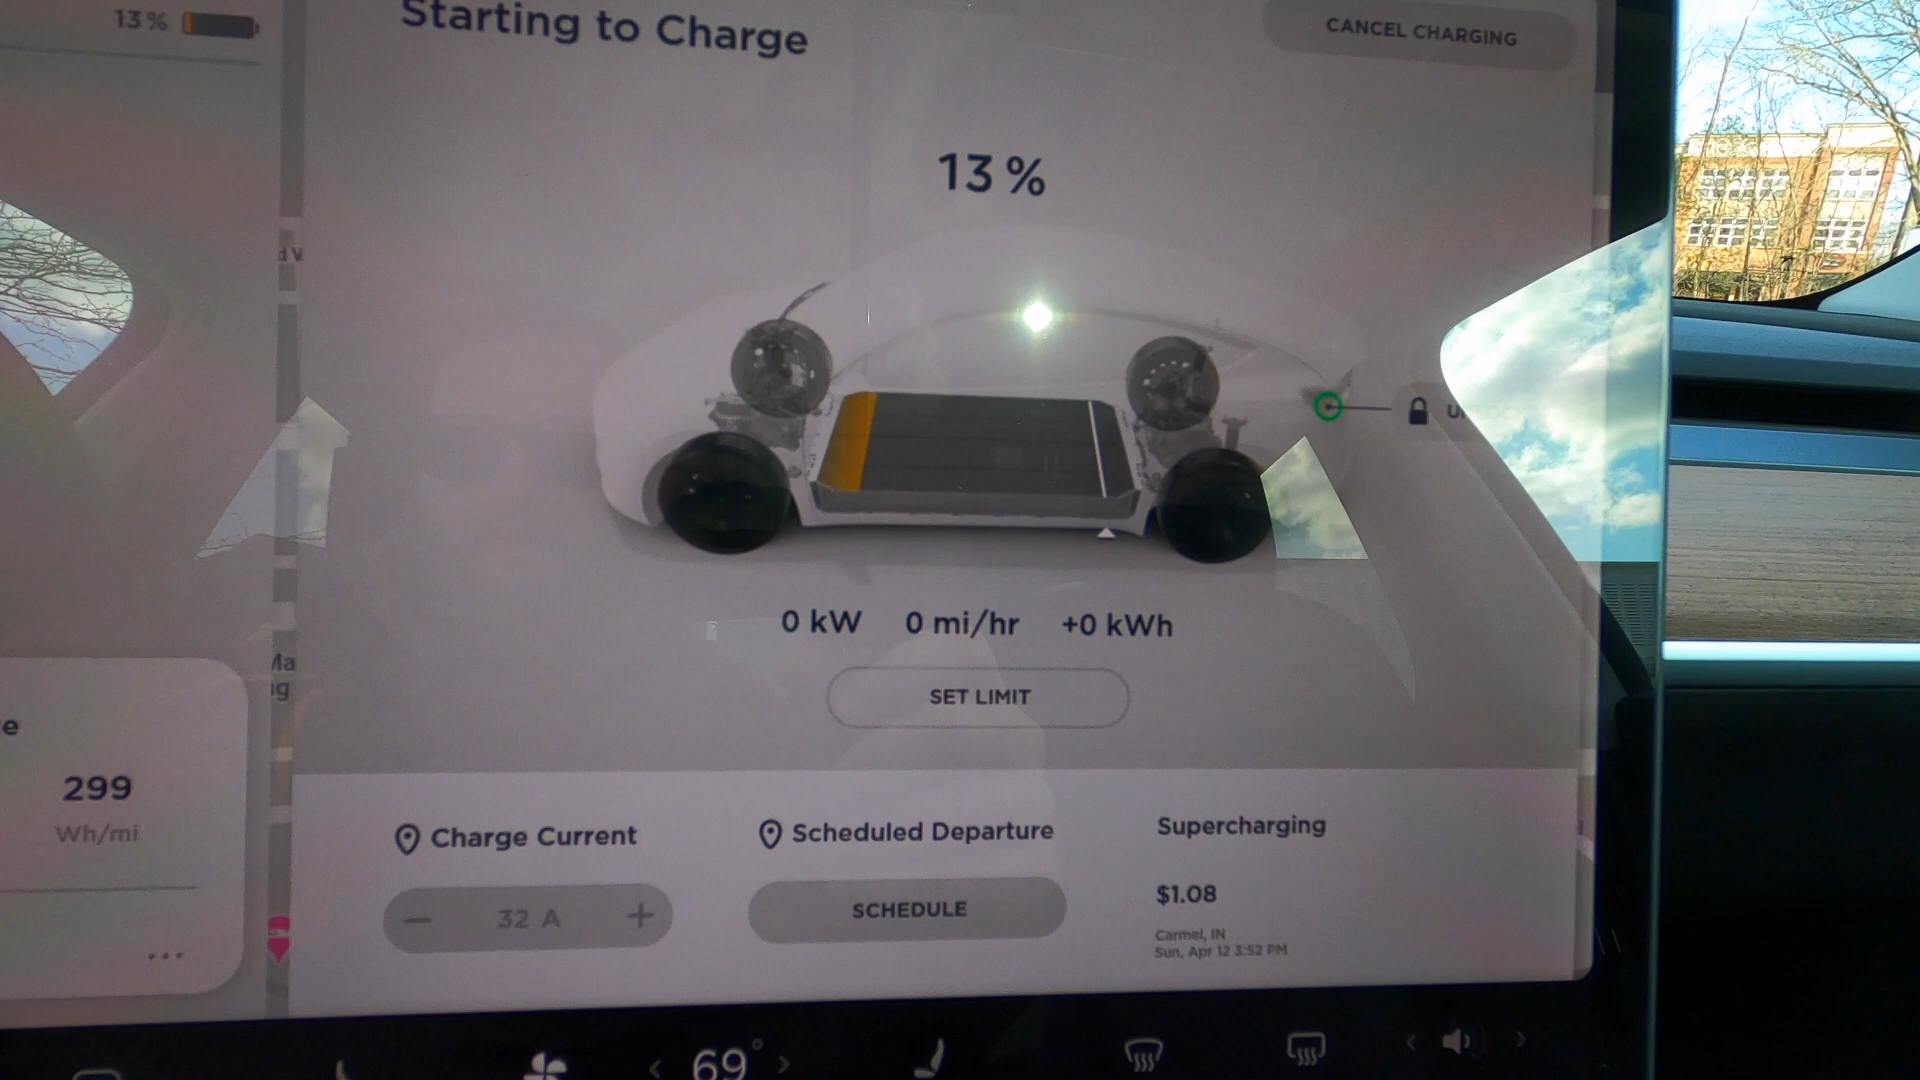 13 %
Starting to Charge
CANCEL CHARGING
13 %
0 kW 0 mi/hr +0 kWh
SET LIMIT
299
Wh/mi
Charge Current
32 A
Scheduled Departure
SCHEDULE
Supercharging
$1.08
Carmel, IN
Sun, Apr 12 3:52 PM
69°